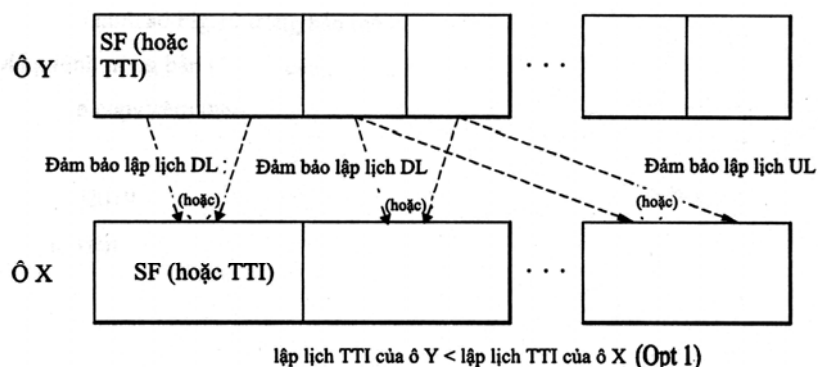 SF (hoặc
TTI)
Ô Y
. . .
Đảm bảo lập lịch DL
Đảm bảo lập lịch DL
Đảm bảo lập lịch UL
(hoặc)
(hoặc)
(hoặc)
Ô X
SF (hoặc TTI)
. . .
lập lịch TTI của ô Y < lập lịch TTI của ô X (Opt 1)